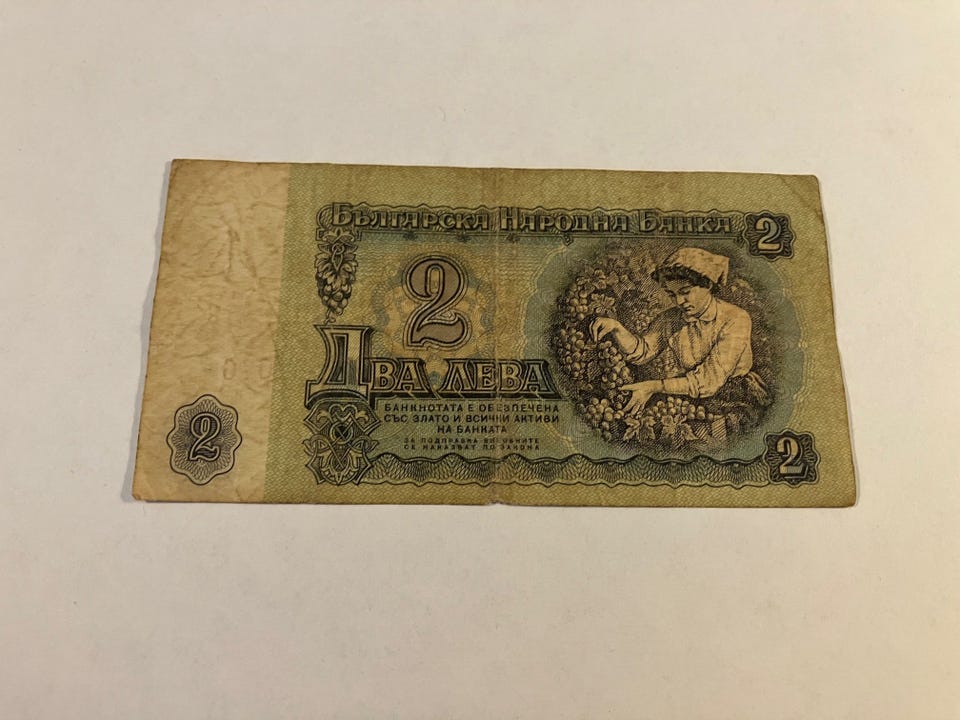 Българска Народна Банка
2
2
Два лева
Банкнотата е обезпечена
със злато и всички активи
на банката
За подправка виновните
се наказват по закона
2
2